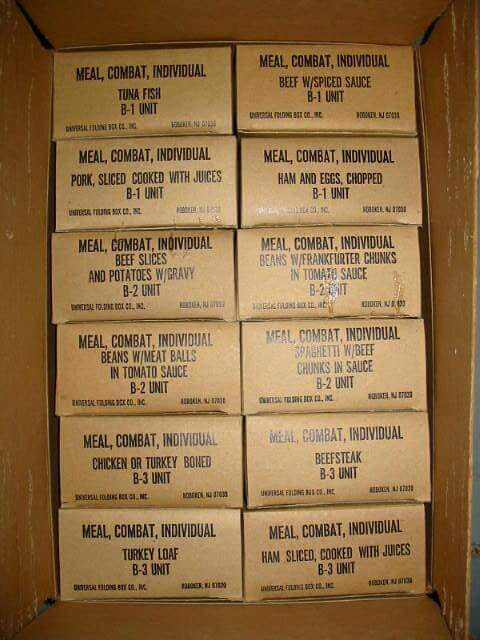 MEAL, COMBAT, INDIVIDUAL
TUNA FISH
B-1 UNIT
UNIVERSAL FOLDING BOX CO., INC. HOBOKEN, NJ 07030
MEAL, COMBAT, INDIVIDUAL
BEEF W/SPICED SAUCE
B-1 UNIT
UNIVERSAL FOLDING BOX CO., INC. HOBOKEN, NJ 07030
MEAL, COMBAT, INDIVIDUAL
PORK, SLICED COOKED WITH JUICES
B-1 UNIT
UNIVERSAL FOLDING BOX CO., INC. HOBOKEN, NJ 07030
MEAL, COMBAT, INDIVIDUAL
HAM AND EGGS, CHOPPED
B-1 UNIT
FOLDING BOX CO., INC. HOBOKEN, NJ 07030
MEAL, COMBAT, INDIVIDUAL
BEEF SLICES
AND POTATOES W/GRAVY
B-2 UNIT
UNIVERSAL FOLDING BOX CO., INC. HOBOKEN, NJ 07030
MEAL, COMBAT, INDIVIDUAL
BEANS W/FRANKFURTER CHUNKS
IN TOMATO SAUCE
B-2 UNIT
UNIVERSAL FOLDING BOX CO., INC. HOBOKEN, NJ 07030
MEAL, COMBAT, INDIVIDUAL
BEANS W/MEAT BALLS
IN TOMATO SAUCE
B-2 UNIT
UNIVERSAL FOLDING BOX CO., INC. HOBOKEN, NJ 07030
MEAL, COMBAT, INDIVIDUAL
SPAGHETTI W/BEEF
CHUNKS IN SAUCE
B-2 UNIT
UNIVERSAL FOLDING BOX CO., INC. HOBOKEN, NJ 07030
MEAL, COMBAT, INDIVIDUAL
CHICKEN OR TURKEY BONED
B-3 UNIT
UNIVERSAL FOLDING BOX CO., INC. HOBOKEN, NJ 07030
MEAL, COMBAT, INDIVIDUAL
BEEFSTEAK
B-3 UNIT
UNIVERSAL FOLDING BOX CO., INC. HOBOKEN, NJ 07030
MEAL, COMBAT, INDIVIDUAL
TURKEY LOAF
B-3 UNIT
UNIVERSAL FOLDING BOX CO., INC. HOBOKEN, NJ 07030
MEAL, COMBAT, INDIVIDUAL
HAM SLICED, COOKED WITH JUICES
B-3 UNIT
UNIVERSAL FOLDING BOX CO., INC. HOBOKEN, NJ 07030